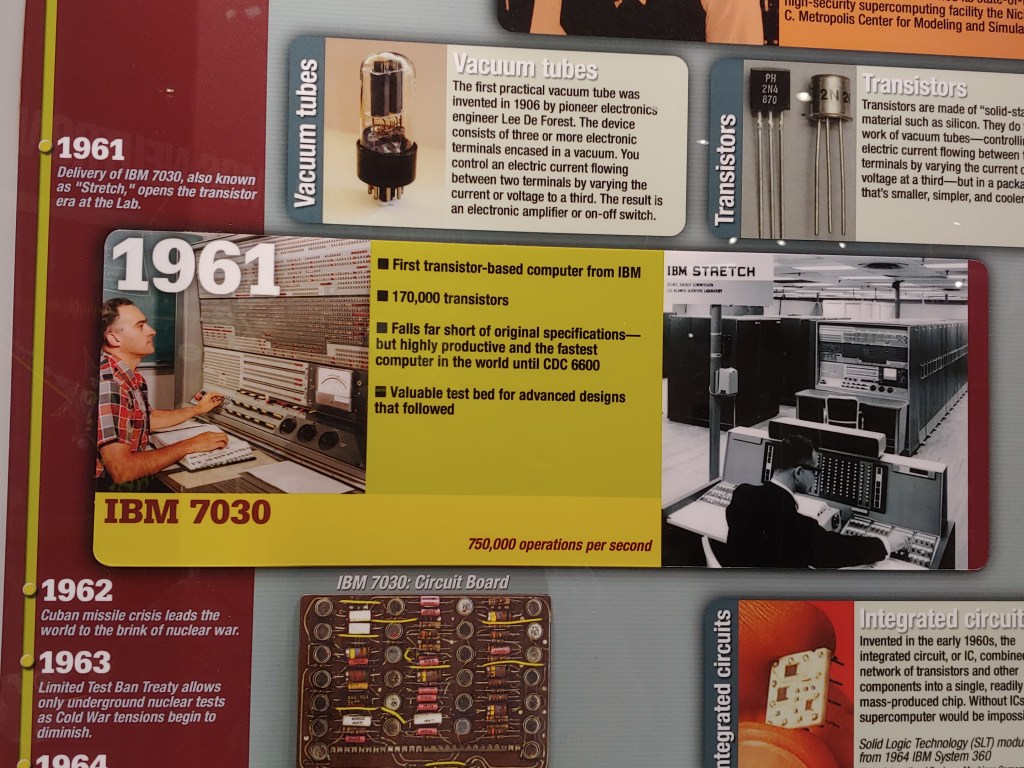 high-security supercomputing facility the Nic
C. Metropolis Center for Modeling and Simula
Vacuum tubes
Vacuum tubes
The first practical vacuum tube was
invented in 1906 by pioneer electronics
engineer Lee De Forest. The device
consists of three or more electronic
terminals encased in a vacuum. You
control an electric current flowing
between two terminals by varying the
current or voltage to a third. The result is
an electronic amplifier or on-off switch.
Transistors
PH
2N4
870
2N 2
Transistors
Transistors are made of "solid-sta
material such as silicon. They do
work of vacuum tubes—controllin
electric current flowing between
terminals by varying the current o
voltage at a third—but in a packa
that's smaller, simpler, and cooler
1961
Delivery of IBM 7030, also known
as "Stretch," opens the transistor
era at the Lab.
1961
First transistor-based computer from IBM
170,000 transistors
Falls far short of original specifications—
but highly productive and the fastest
computer in the world until CDC 6600
Valuable test bed for advanced designs
that followed
IBM STRETCH
ATOMIC ENERGY COMMISSION
LOS ALAMOS SCIENTIFIC LABORATORY
IBM 7030
750,000 operations per second
1962
Cuban missile crisis leads the
world to the brink of nuclear war.
1963
Limited Test Ban Treaty allows
only underground nuclear tests
as Cold War tensions begin to
diminish.
1964
IBM 7030: Circuit Board
ntegrated circuits
Integrated circuit
Invented in the early 1960s, the
integrated circuit, or IC, combine
network of transistors and other
components into a single, readily
mass-produced chip. Without ICs
supercomputer would be impossi
Solid Logic Technology (SLT) modu
from 1964 IBM System 360